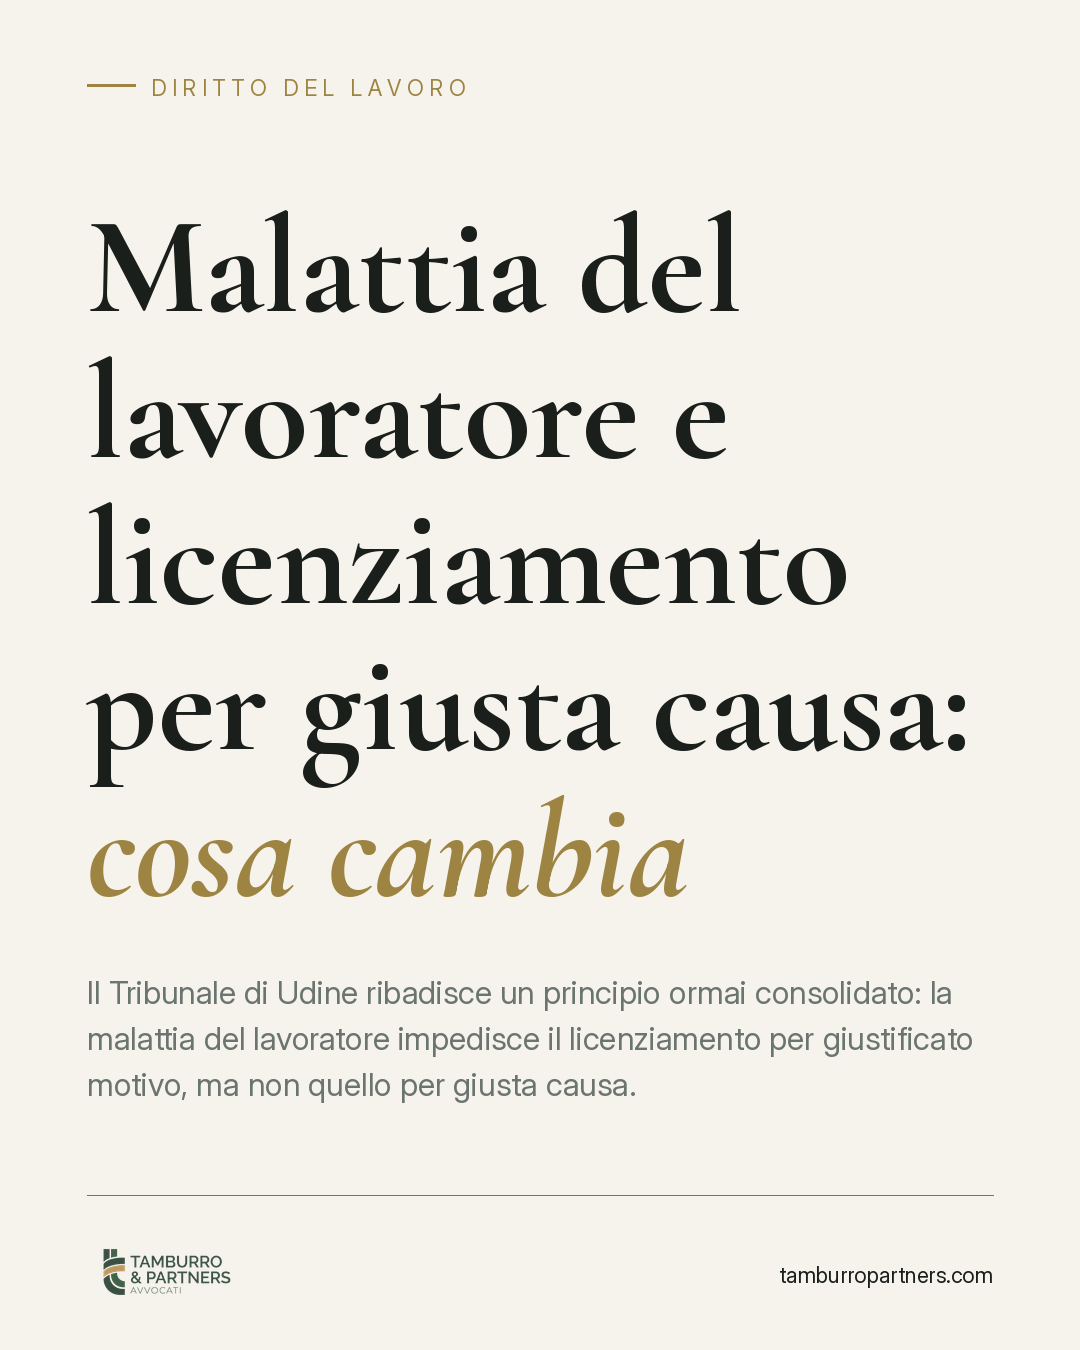 DIRITTO DEL LAVORO
Malattia del
lavoratore e
licenziamento
per giusta causa:
cosa cambia
Il Tribunale di Udine ribadisce un principio ormai consolidato: la
malattia del lavoratore impedisce il licenziamento per giustificato
motivo, ma non quello per giusta causa.
TAMBURRO
& PARTNERS
AVVOCATI
tamburropartners.com